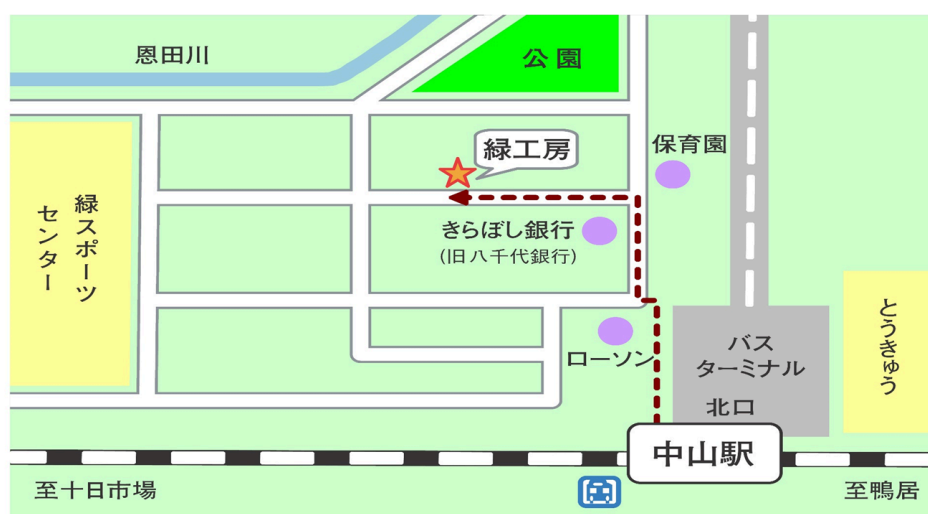 恩田川
公園
緑工房
保育園
緑スポーツ
センター
きらぼし銀行
(旧八千代銀行)
とうきゅう
ローソン
バス
ターミナル
北口
中山駅
至十日市場
至鴨居